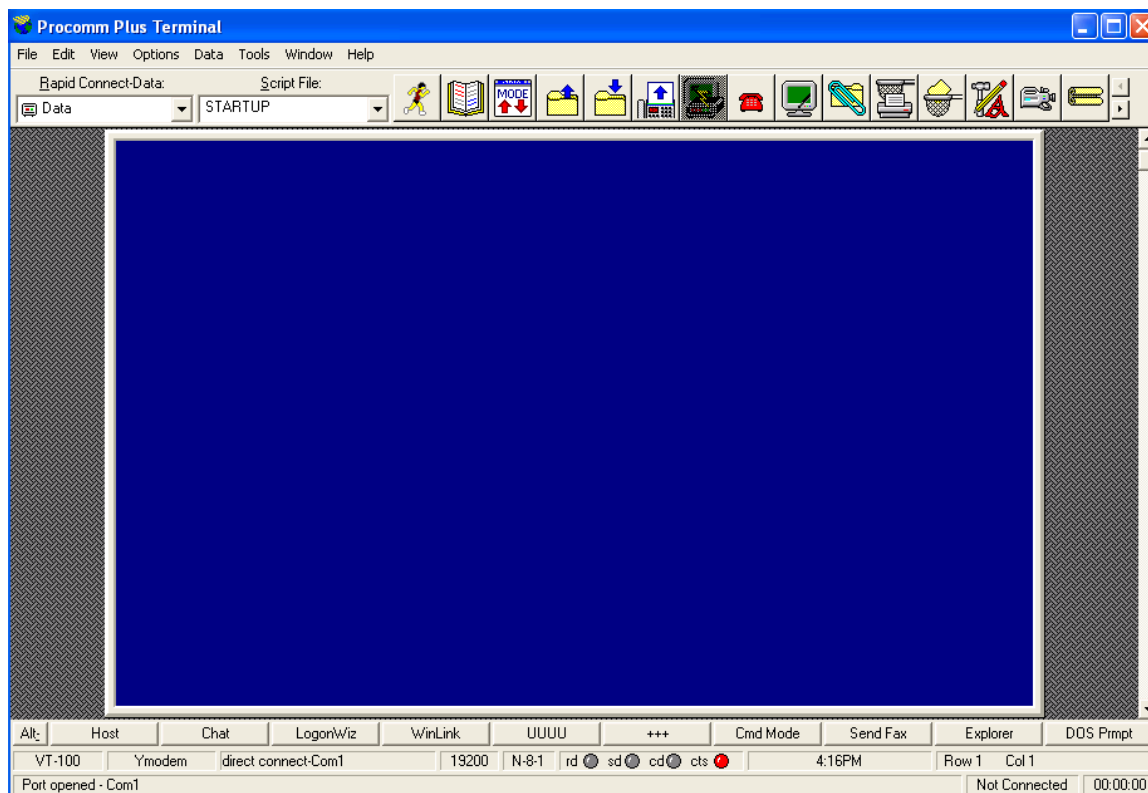 Procomm Plus Terminal
File Edit View Options Data Tools Window Help
Rapid Connect-Data: Script File:
Data STARTUP
MODE
Alt: Host Chat LogonWiz WinLink UUUU +++ Cmd Mode Send Fax Explorer DOS Prmpt
VT-100 Ymodem direct connect-Com1 19200 N-8-1 rd sd cd cts 4:16PM Row 1 Col 1
Port opened - Com1 Not Connected 00:00:00